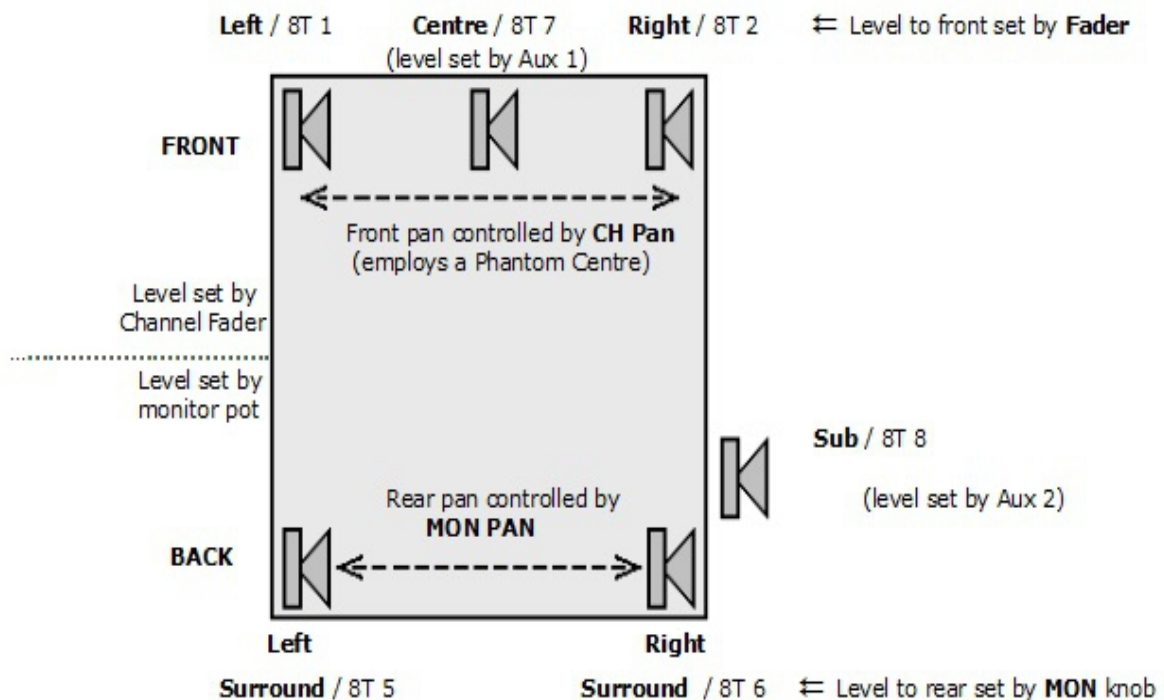 Left / 8T 1 Centre / 8T 7 Right / 8T 2 ⇇ Level to front set by Fader
(level set by Aux 1)
FRONT
Front pan controlled by CH Pan
(employs a Phantom Centre)
Level set by
Channel Fader
Level set by
monitor pot
Sub / 8T 8
(level set by Aux 2)
Rear pan controlled by
MON PAN
BACK
Left Right
Surround / 8T 5 Surround / 8T 6 ⇇ Level to rear set by MON knob